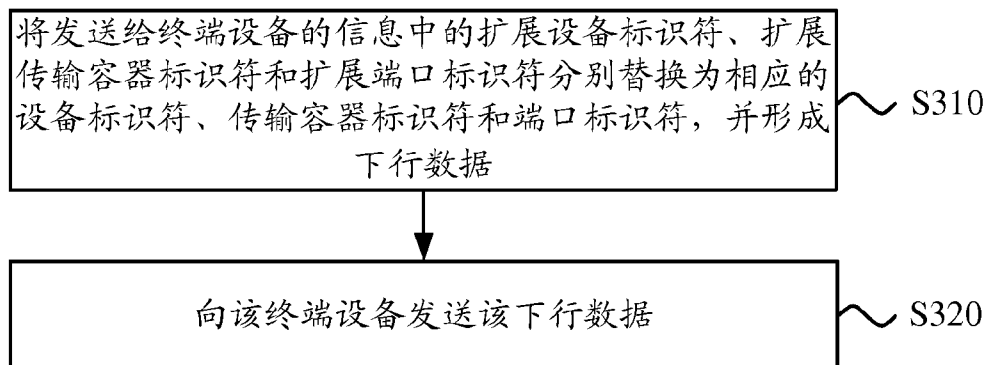 将发送给终端设备的信息中的扩展设备标识符、扩展
传输容器标识符和扩展端口标识符分别替换为相应的
设备标识符、传输容器标识符和端口标识符，并形成
下行数据
S310
向该终端设备发送该下行数据
S320